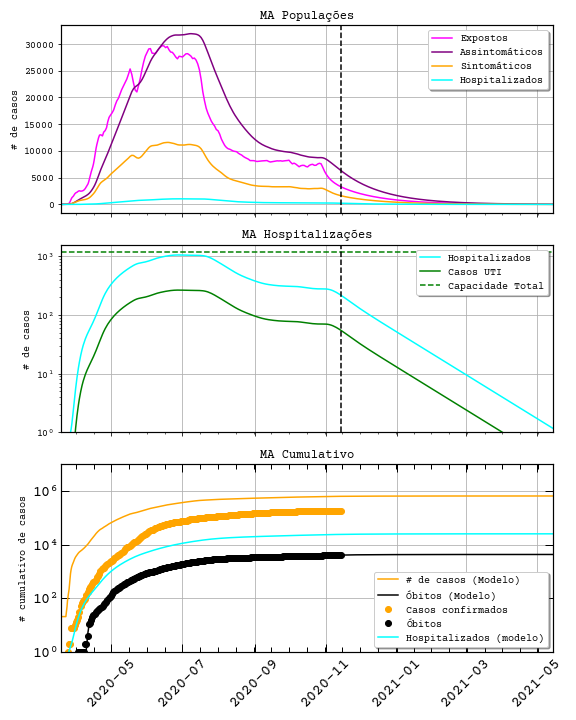 MA Populações
# de casos
30000
25000
20000
15000
10000
5000
0
Expostos
Assintomáticos
Sintomáticos
Hospitalizados
MA Hospitalizações
# de casos
10³
10²
10¹
10⁰
Hospitalizados
Casos UTI
Capacidade Total
MA Cumulativo
# cumulativo de casos
10⁶
10⁴
10²
10⁰
# de casos (Modelo)
Óbitos (Modelo)
Casos confirmados
Óbitos
Hospitalizados (modelo)
2020-05
2020-07
2020-09
2020-11
2021-01
2021-03
2021-05